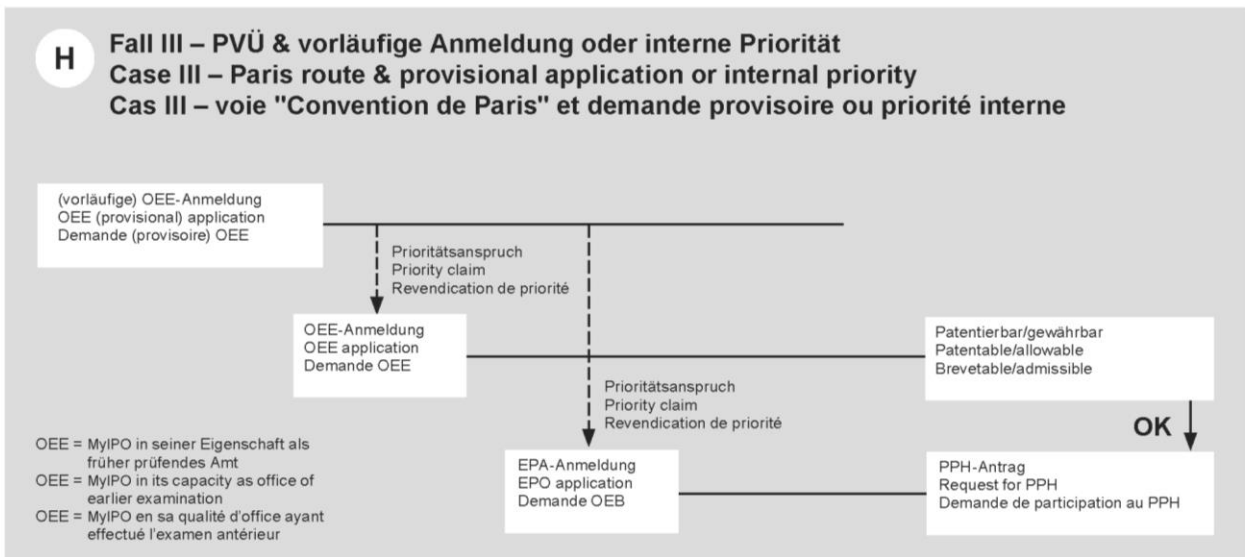 H
Fall III – PVÜ & vorläufige Anmeldung oder interne Priorität
Case III – Paris route & provisional application or internal priority
Cas III – voie "Convention de Paris" et demande provisoire ou priorité interne
(vorläufige) OEE-Anmeldung
OEE (provisional) application
Demande (provisoire) OEE
Prioritätsanspruch
Priority claim
Revendication de priorité
OEE-Anmeldung
OEE application
Demande OEE
Patentierbar/gewährbar
Patentable/allowable
Brevetable/admissible
Prioritätsanspruch
Priority claim
Revendication de priorité
OK
OEE = MyIPO in seiner Eigenschaft als
früher prüfendes Amt
OEE = MyIPO in its capacity as office of
earlier examination
OEE = MyIPO en sa qualité d'office ayant
effectué l'examen antérieur
EPA-Anmeldung
EPO application
Demande OEB
PPH-Antrag
Request for PPH
Demande de participation au PPH